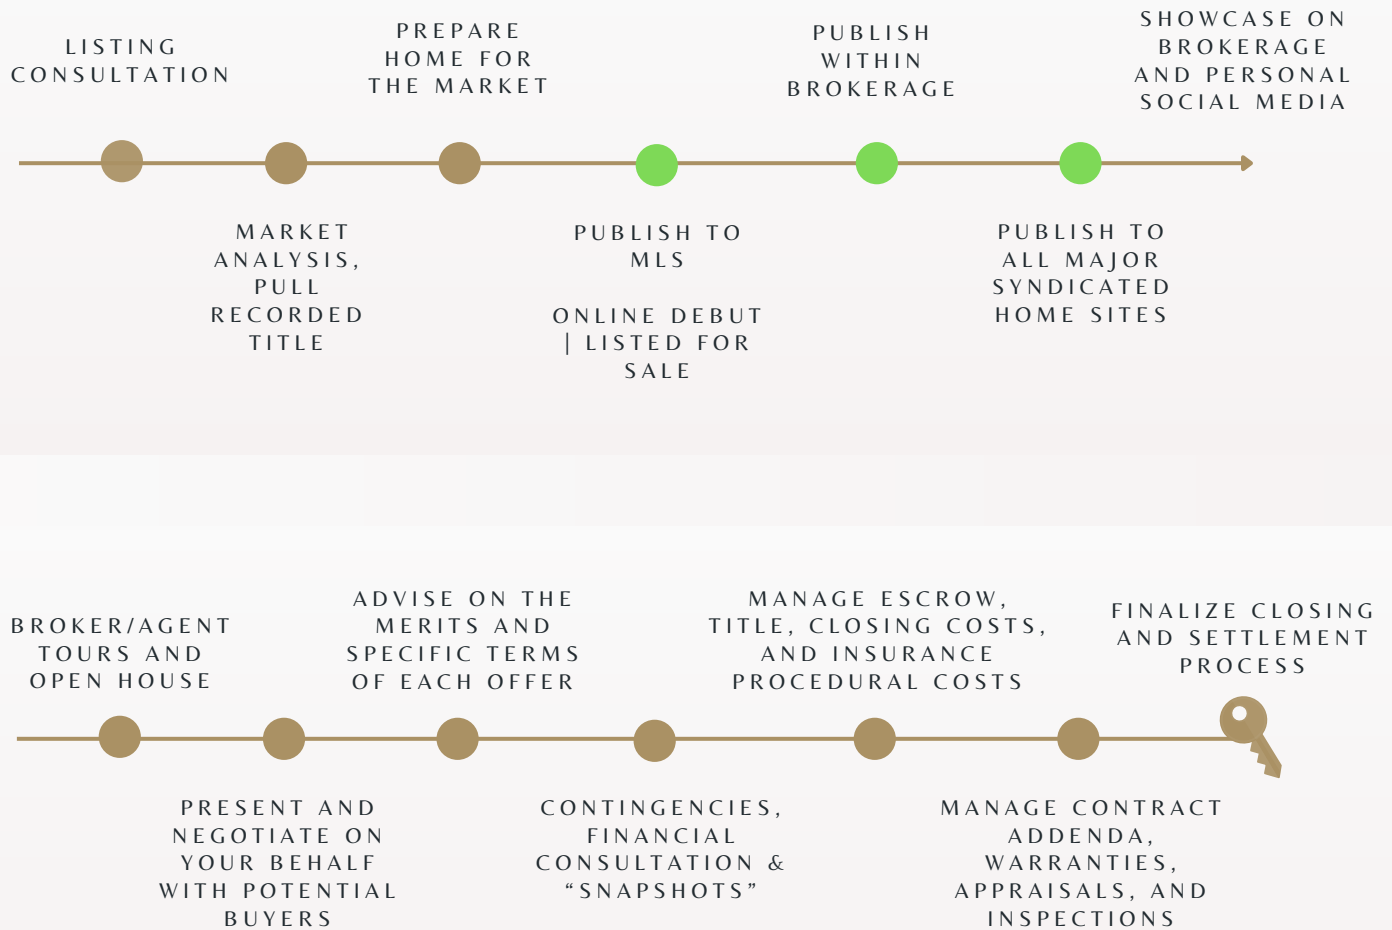 LISTING
CONSULTATION
MARKET
ANALYSIS,
PULL
RECORDED
TITLE
PREPARE
HOME FOR
THE MARKET
PUBLISH TO
MLS
ONLINE DEBUT
| LISTED FOR
SALE
PUBLISH
WITHIN
BROKERAGE
PUBLISH TO
ALL MAJOR
SYNDICATED
HOME SITES
SHOWCASE ON
BROKERAGE
AND PERSONAL
SOCIAL MEDIA
BROKER/AGENT
TOURS AND
OPEN HOUSE
PRESENT AND
NEGOTIATE ON
YOUR BEHALF
WITH POTENTIAL
BUYERS
ADVISE ON THE
MERITS AND
SPECIFIC TERMS
OF EACH OFFER
CONTINGENCIES,
FINANCIAL
CONSULTATION &
“SNAPSHOTS”
MANAGE ESCROW,
TITLE, CLOSING COSTS,
AND INSURANCE
PROCEDURAL COSTS
MANAGE CONTRACT
ADDENDA,
WARRANTIES,
APPRAISALS, AND
INSPECTIONS
FINALIZE CLOSING
AND SETTLEMENT
PROCESS